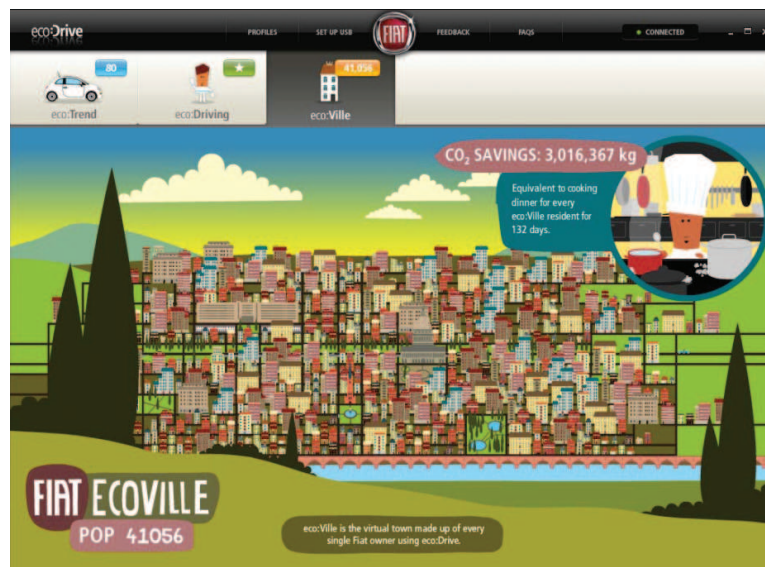 eco:Drive
PROFILES
SET UP USB
FIAT
FEEDBACK
FAQS
CONNECTED
80
eco:Trend
eco:Driving
41,056
eco:Ville
CO₂ SAVINGS: 3,016,367 kg
Equivalent to cooking
dinner for every
eco:Ville resident for
132 days.
FIAT ECOVILLE
POP 41056
eco:Ville is the virtual town made up of every
single Fiat owner using eco:Drive.